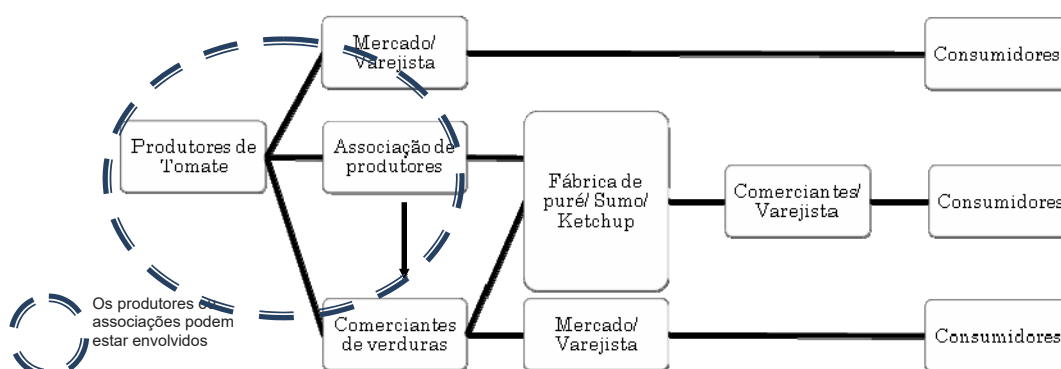 Mercado/
Varejista
Consumidores
Produtores de
Tomate
Associação de
produtores
Fábrica de
puré/ Sumo/
Ketchup
Comerciantes/
Varejista
Consumidores
Os produtores ou
associações podem
estar envolvidos
Comerciantes
de verduras
Mercado/
Varejista
Consumidores